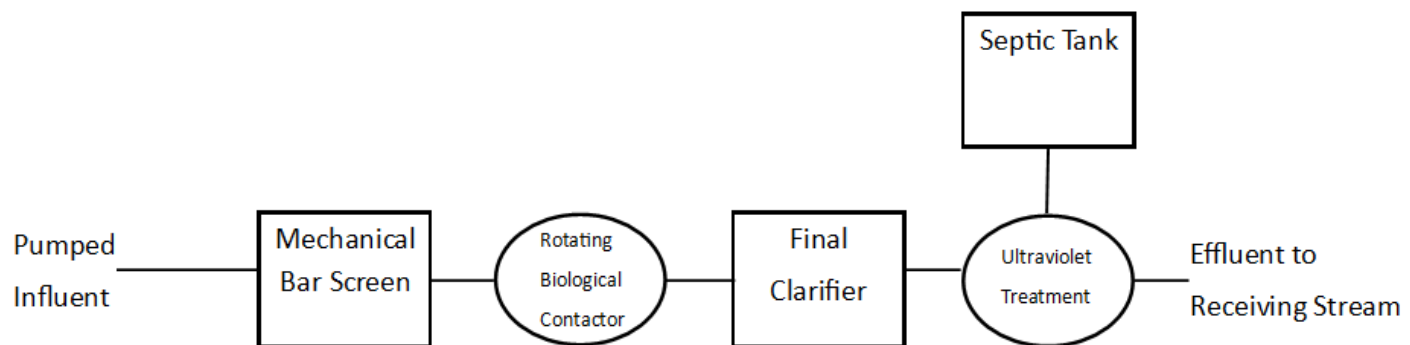 Septic Tank
Pumped
Influent
Mechanical
Bar Screen
Rotating
Biological
Contactor
Final
Clarifier
Ultraviolet
Treatment
Effluent to
Receiving Stream